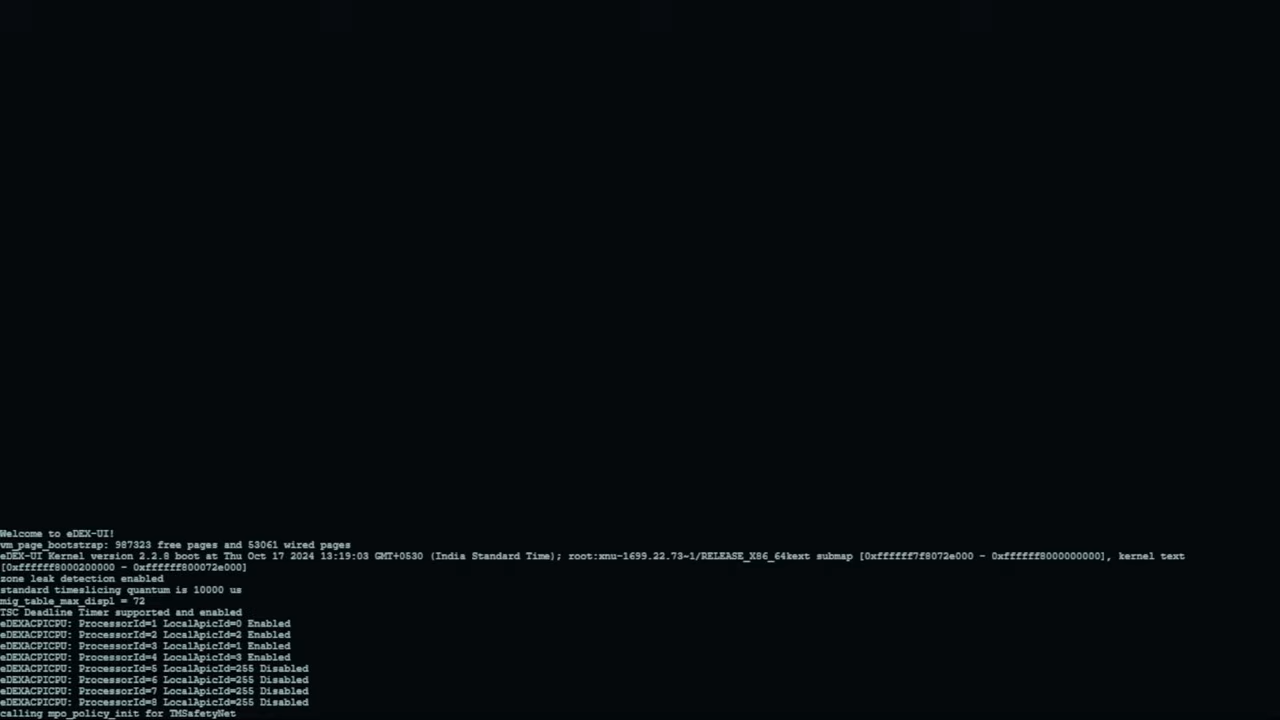 Welcome to eDEX-UI!
vm_page_bootstrap: 987323 free pages and 53061 wired pages
eDEX-UI Kernel version 2.2.8 boot at Thu Oct 17 2024 13:19:03 GMT+0530 (India Standard Time); root:xnu-1699.22.73~1/RELEASE_X86_64kext submap [0xffffff7f8072e000 - 0xffffff8000000000], kernel text
[0xffffff8000200000 - 0xffffff800072e000]
zone leak detection enabled
standard timeslicing quantum is 10000 us
mig_table_max_displ = 72
TSC Deadline Timer supported and enabled
eDEXACPICPU: ProcessorId=1 LocalApicId=0 Enabled
eDEXACPICPU: ProcessorId=2 LocalApicId=2 Enabled
eDEXACPICPU: ProcessorId=3 LocalApicId=1 Enabled
eDEXACPICPU: ProcessorId=4 LocalApicId=3 Enabled
eDEXACPICPU: ProcessorId=5 LocalApicId=255 Disabled
eDEXACPICPU: ProcessorId=6 LocalApicId=255 Disabled
eDEXACPICPU: ProcessorId=7 LocalApicId=255 Disabled
eDEXACPICPU: ProcessorId=8 LocalApicId=255 Disabled
calling mpo_policy_init for TMSafetyNet